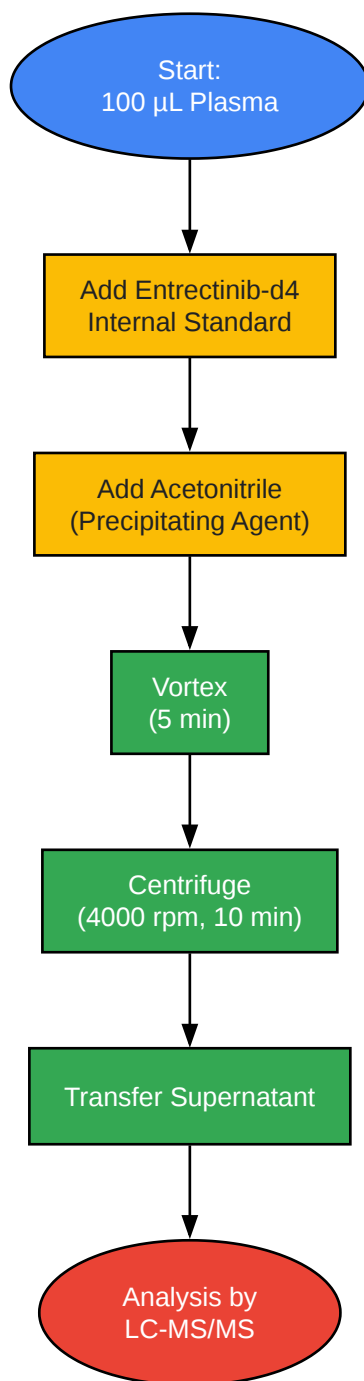 Start:
100 µL Plasma
Add Entrectinib-d4
Internal Standard
Add Acetonitrile
(Precipitating Agent)
Vortex
(5 min)
Centrifuge
(4000 rpm, 10 min)
Transfer Supernatant
Analysis by
LC-MS/MS